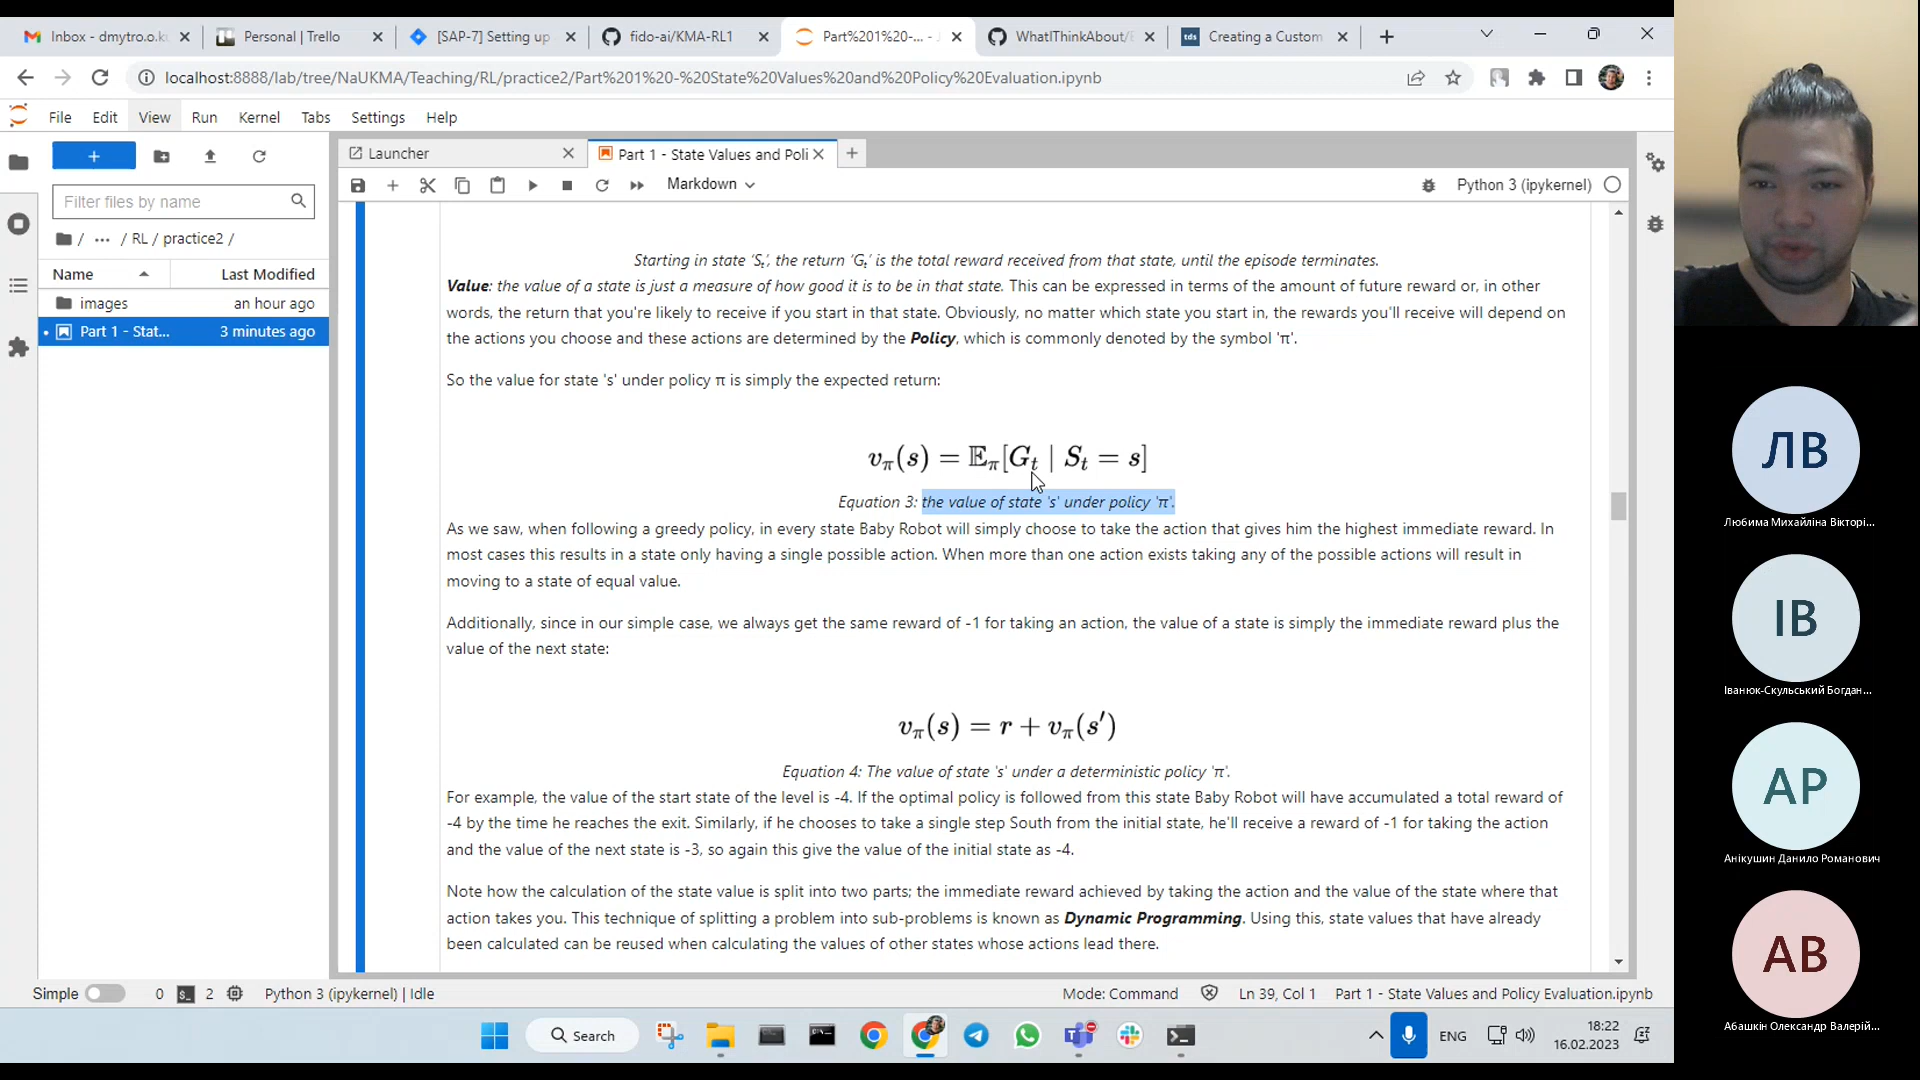 Inbox - dmytro.o.k
Personal | Trello
[SAP-7] Setting up
fido-ai/KMA-RL1
Part%201%20-... -
WhatIThinkAbout/
tds
Creating a Custom
localhost:8888/lab/tree/NaUKMA/Teaching/RL/practice2/Part%201%20-%20State%20Values%20and%20Policy%20Evaluation.ipynb
File Edit View Run Kernel Tabs Settings Help
Launcher
Part 1 - State Values and Poli
Markdown
Python 3 (ipykernel)
Filter files by name
/ ... / RL / practice2 /
Name
Last Modified
images
an hour ago
Part 1 - Stat...
3 minutes ago
Starting in state ‘Sₜ’, the return ‘Gₜ’ is the total reward received from that state, until the episode terminates.
Value: the value of a state is just a measure of how good it is to be in that state. This can be expressed in terms of the amount of future reward or, in other
words, the return that you're likely to receive if you start in that state. Obviously, no matter which state you start in, the rewards you'll receive will depend on
the actions you choose and these actions are determined by the Policy, which is commonly denoted by the symbol 'π'.
So the value for state 's' under policy π is simply the expected return:
v_π(s) = 𝔼_π[G_t | S_t = s]
Equation 3: the value of state 's' under policy 'π'.
As we saw, when following a greedy policy, in every state Baby Robot will simply choose to take the action that gives him the highest immediate reward. In
most cases this results in a state only having a single possible action. When more than one action exists taking any of the possible actions will result in
moving to a state of equal value.
Additionally, since in our simple case, we always get the same reward of -1 for taking an action, the value of a state is simply the immediate reward plus the
value of the next state:
v_π(s) = r + v_π(s′)
Equation 4: The value of state 's' under a deterministic policy 'π'.
For example, the value of the start state of the level is -4. If the optimal policy is followed from this state Baby Robot will have accumulated a total reward of
-4 by the time he reaches the exit. Similarly, if he chooses to take a single step South from the initial state, he'll receive a reward of -1 for taking the action
and the value of the next state is -3, so again this give the value of the initial state as -4.
Note how the calculation of the state value is split into two parts; the immediate reward achieved by taking the action and the value of the state where that
action takes you. This technique of splitting a problem into sub-problems is known as Dynamic Programming. Using this, state values that have already
been calculated can be reused when calculating the values of other states whose actions lead there.
Simple
0
2
Python 3 (ipykernel) | Idle
Mode: Command
Ln 39, Col 1
Part 1 - State Values and Policy Evaluation.ipynb
Search
ENG
18:22
16.02.2023
ЛВ
Любима Михайліна Вікторі...
ІВ
Іванюк-Скульський Богдан...
АР
Анікушин Данило Романович
АВ
Абашкін Олександр Валерій...